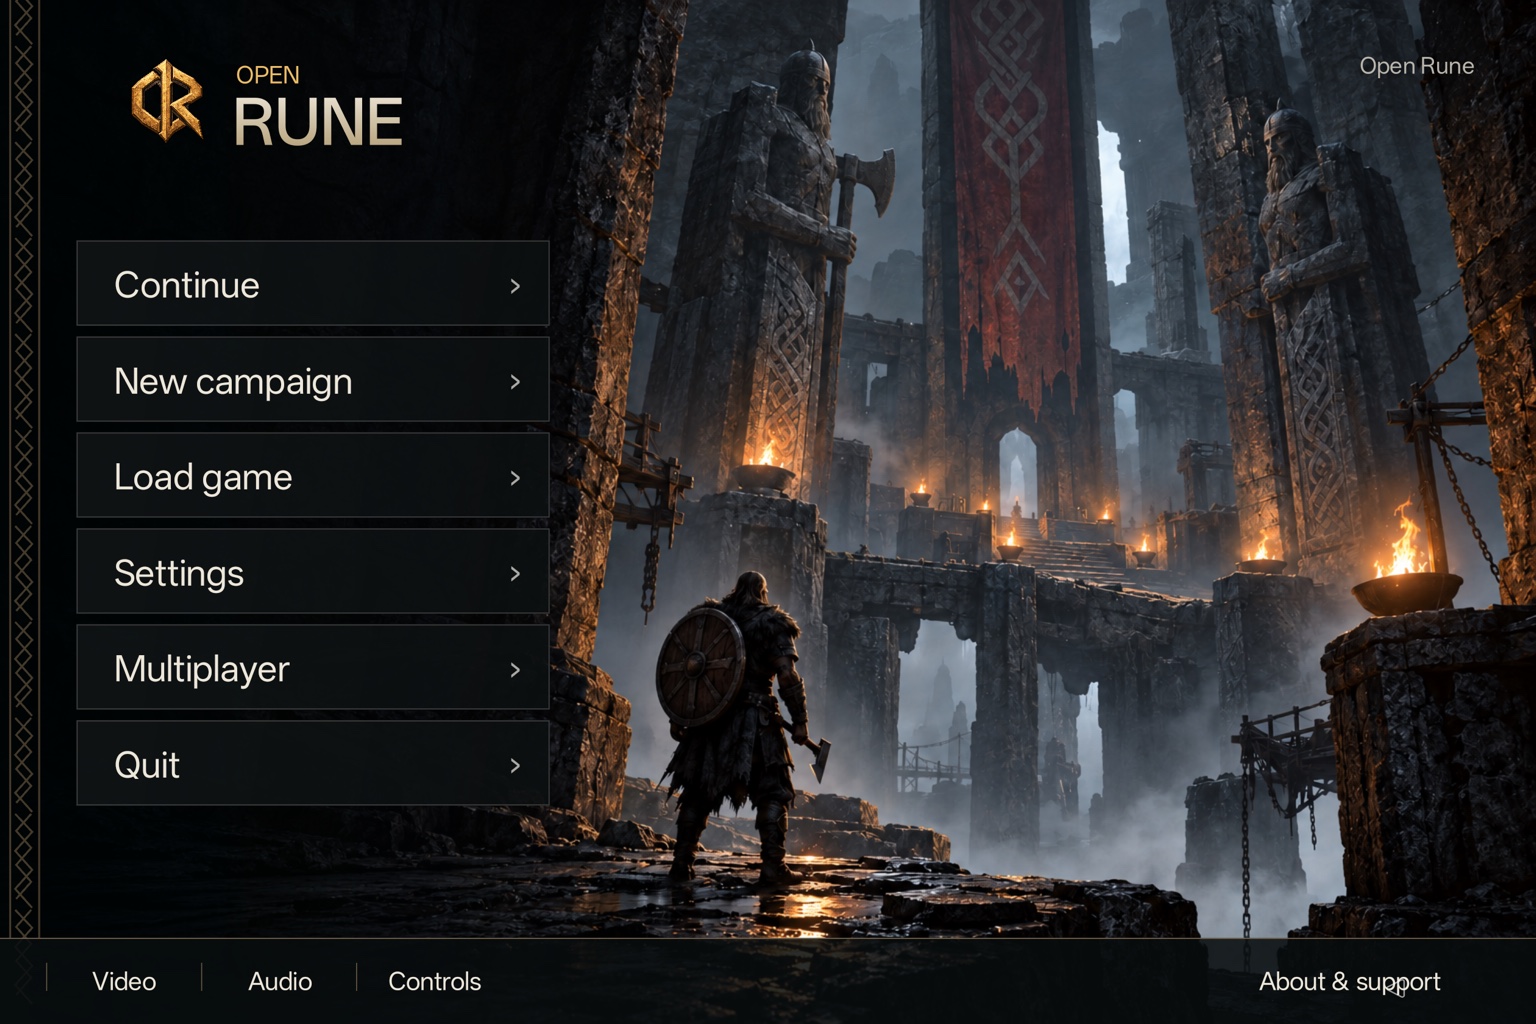 OPEN
RUNE
Open Rune
Continue
New campaign
Load game
Settings
Multiplayer
Quit
Video
Audio
Controls
About & support